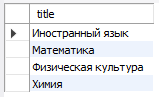 title
Иностранный язык
Математика
Физическая культура
Химия